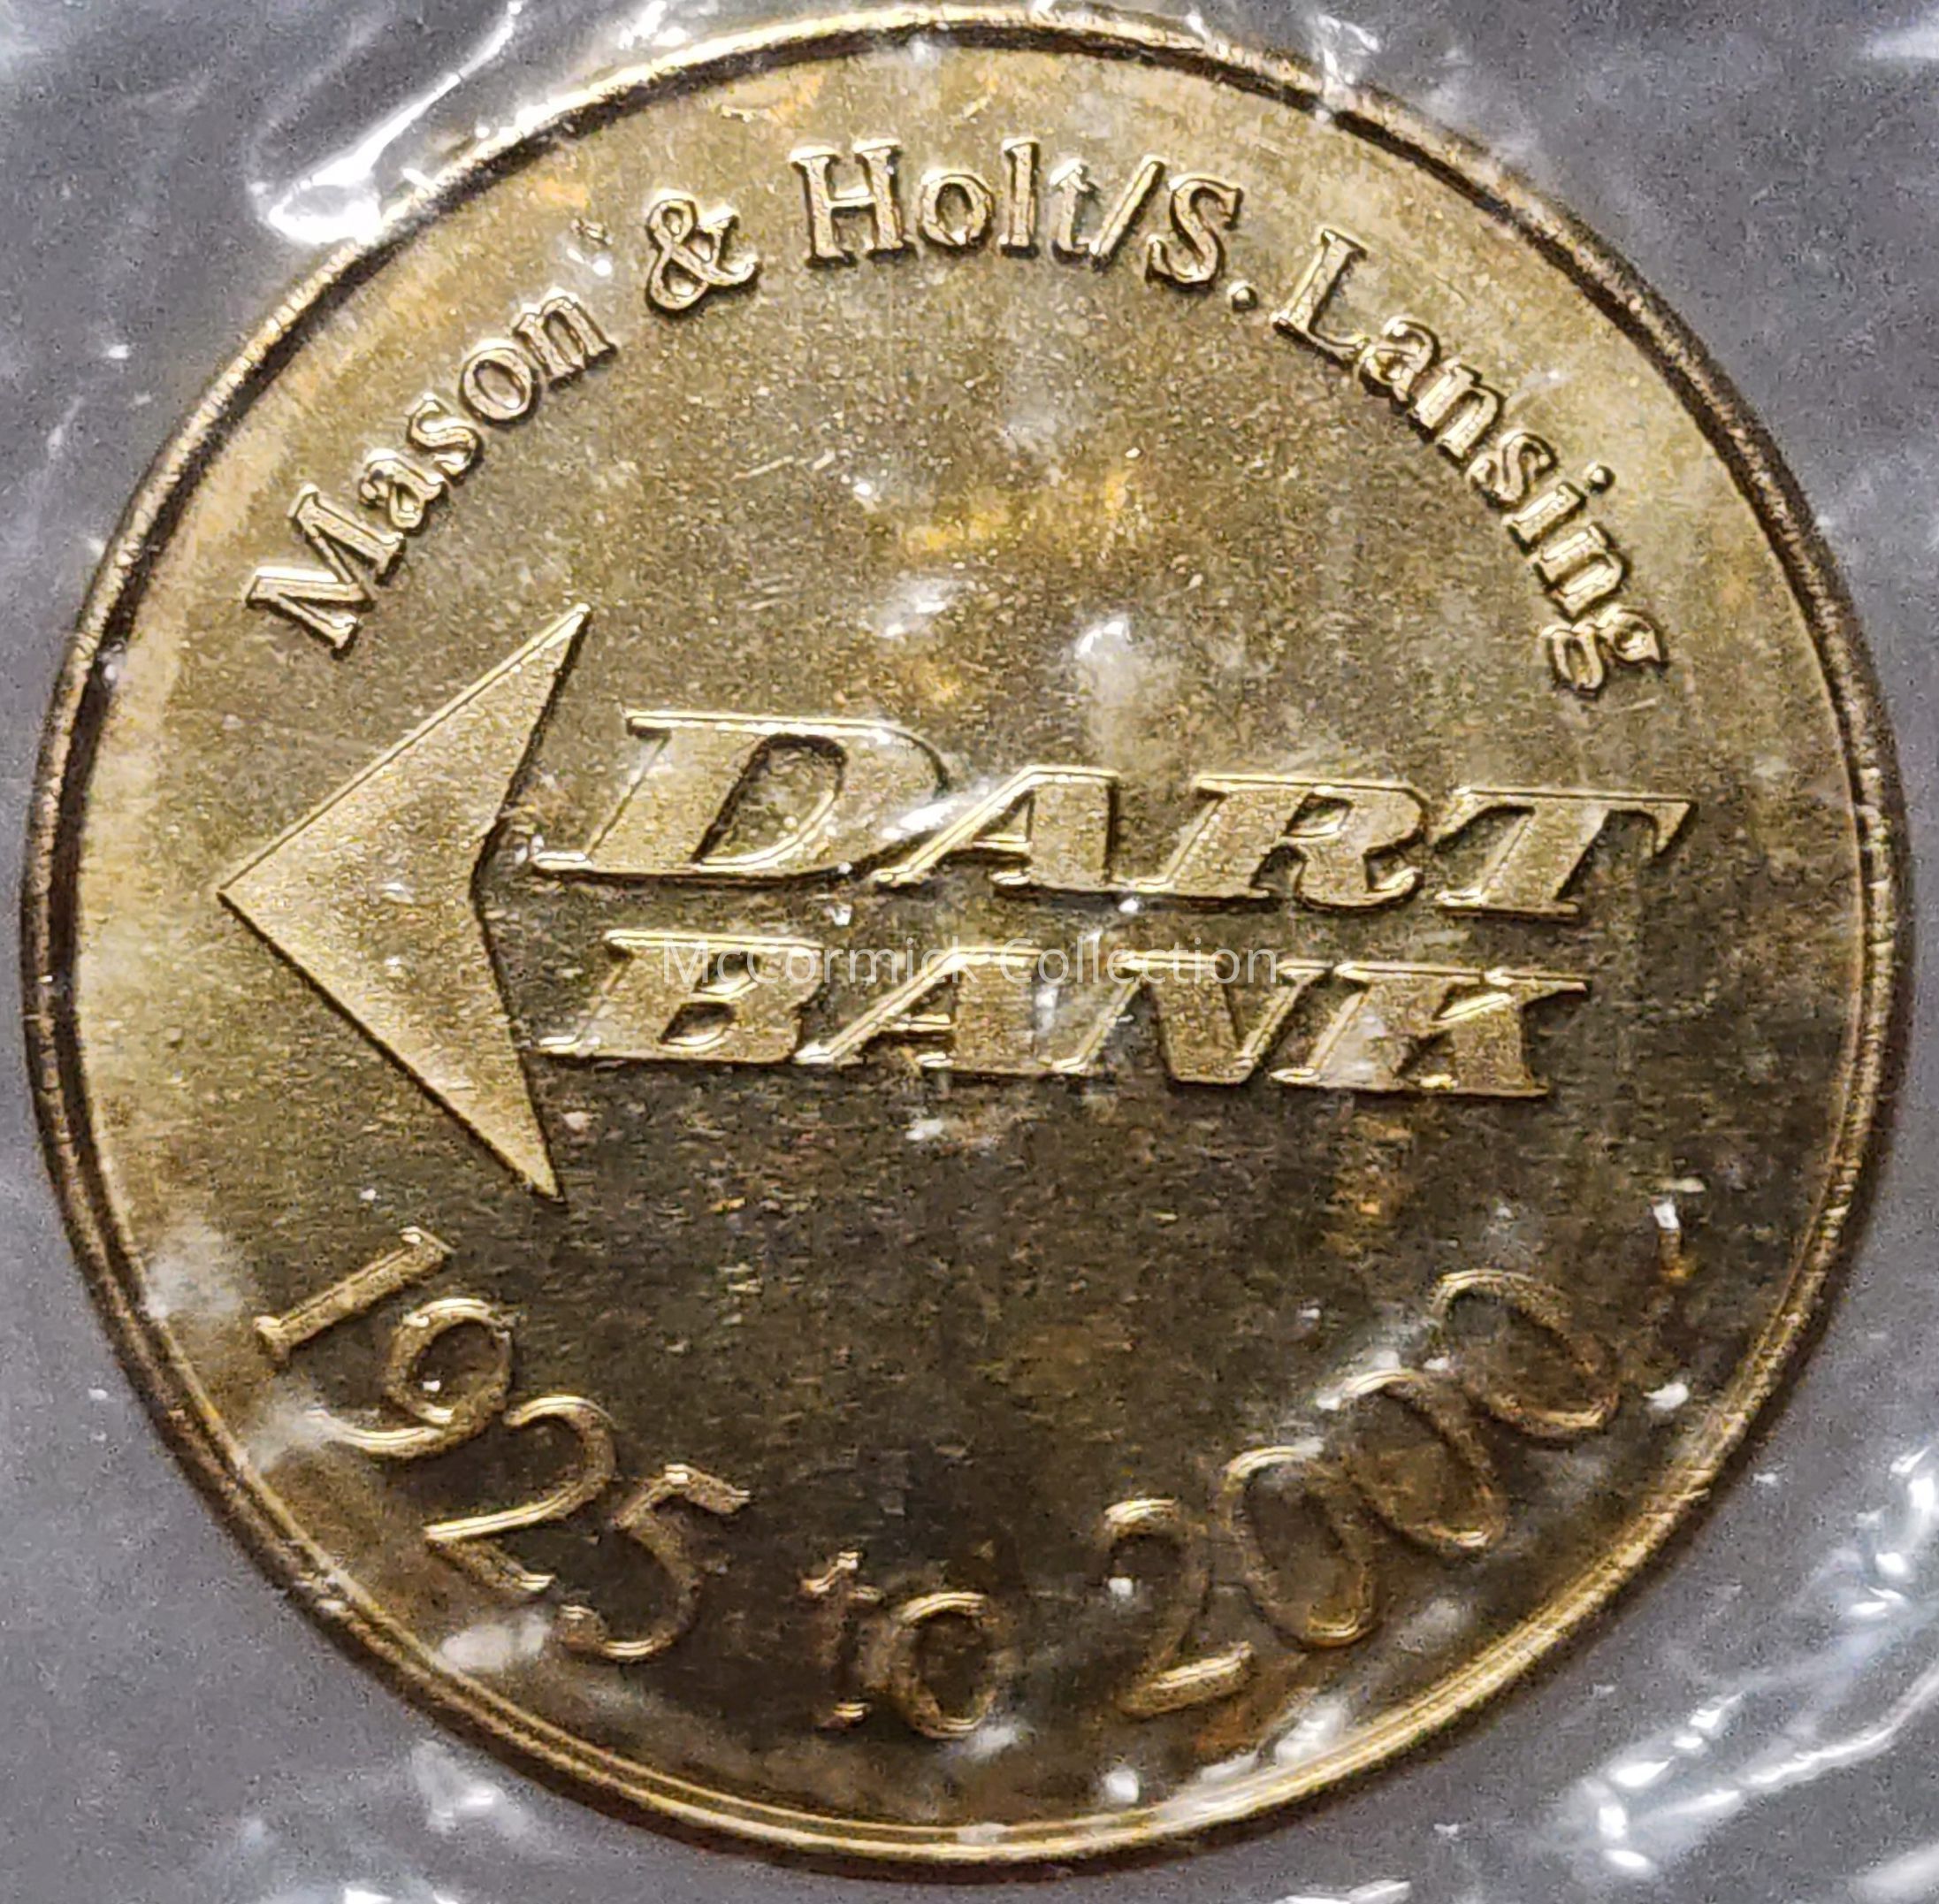 Mason & Holt/S. Lansing
DART
BANK
McCormick Collection
1925 to 2000